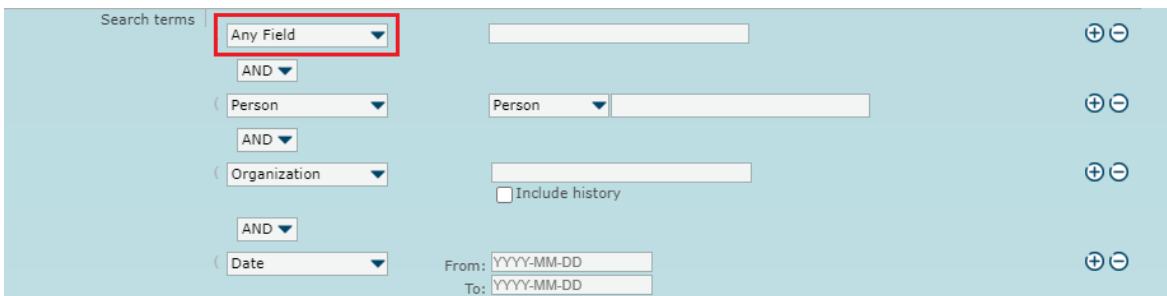 Search terms
Any Field
AND
( Person Person
AND
( Organization
Include history
AND
( Date From: YYYY-MM-DD
To: YYYY-MM-DD